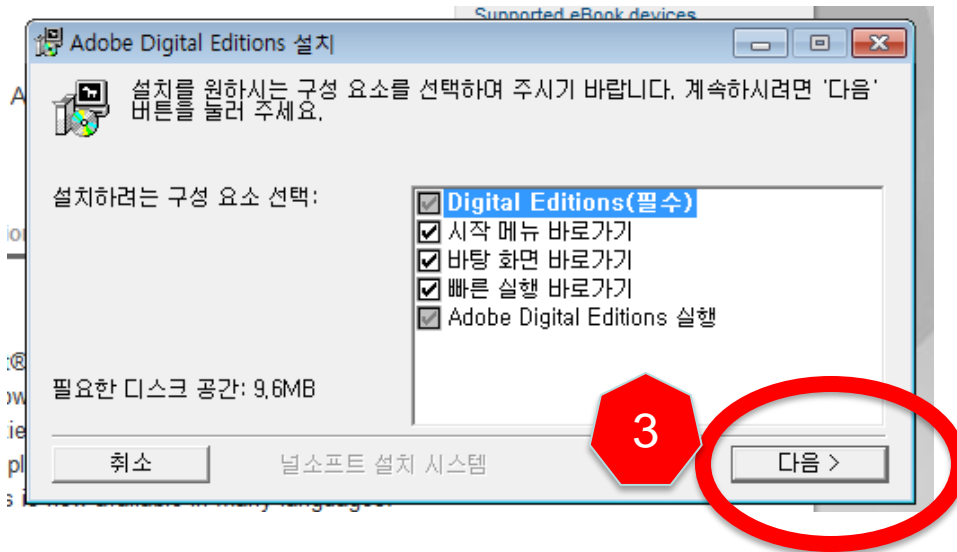 Supported eBook devices
Adobe Digital Editions 설치
설치를 원하시는 구성 요소를 선택하여 주시기 바랍니다. 계속하시려면 '다음'
버튼을 눌러 주세요.
설치하려는 구성 요소 선택:
Digital Editions(필수)
시작 메뉴 바로가기
바탕 화면 바로가기
빠른 실행 바로가기
Adobe Digital Editions 실행
필요한 디스크 공간: 9.6MB
3
취소
널소프트 설치 시스템
다음 >